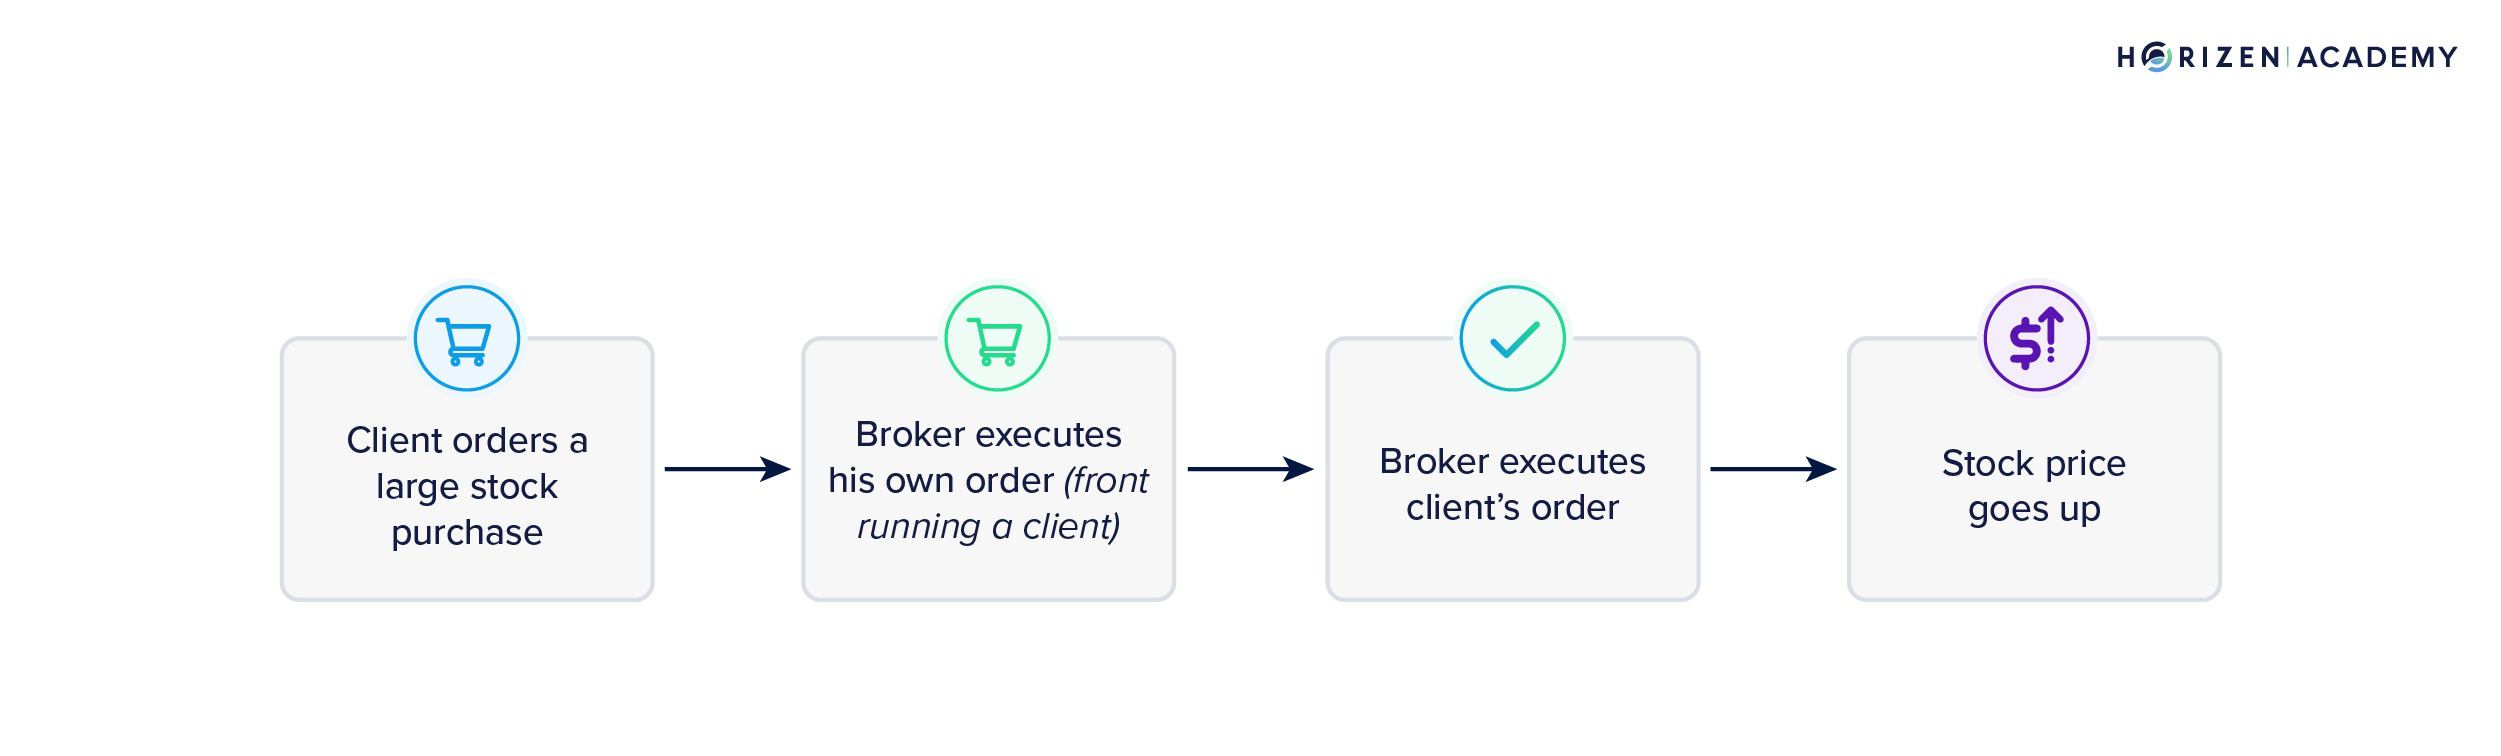 HORIZEN | ACADEMY
Client orders a
large stock
purchase
Broker executes
his own order (front
running a client)
Broker executes
client’s order
Stock price
goes up